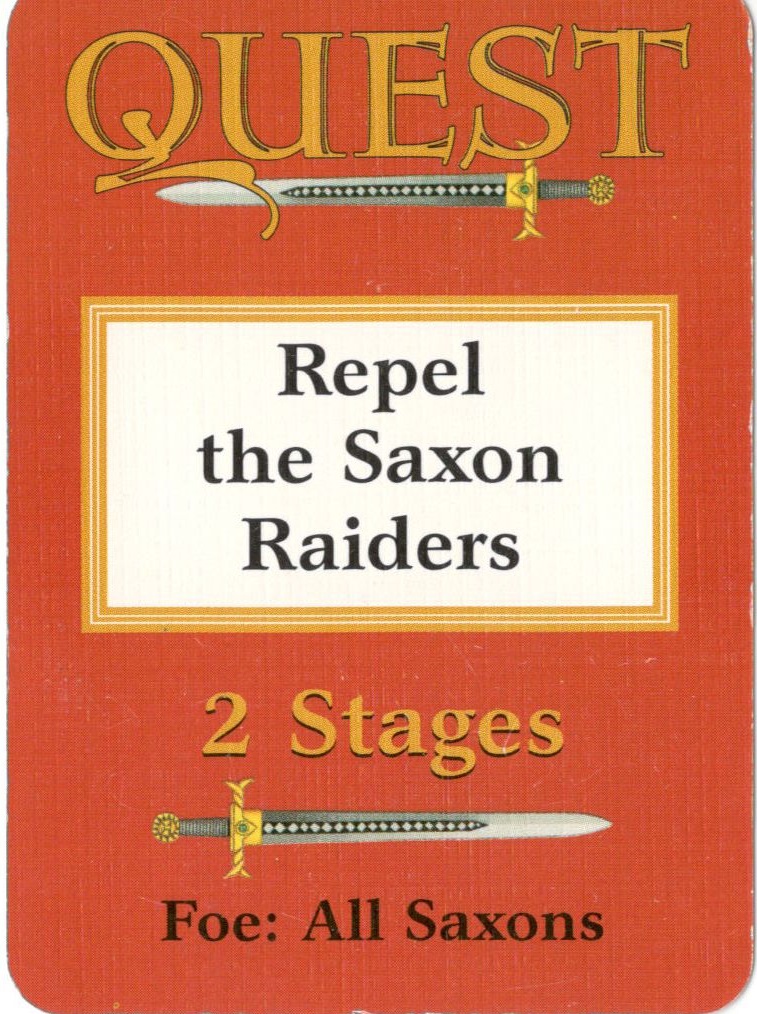 QUEST
Repel
the Saxon
Raiders
2 Stages
Foe: All Saxons